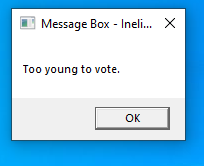 Message Box - Ineli...
Too young to vote.
OK